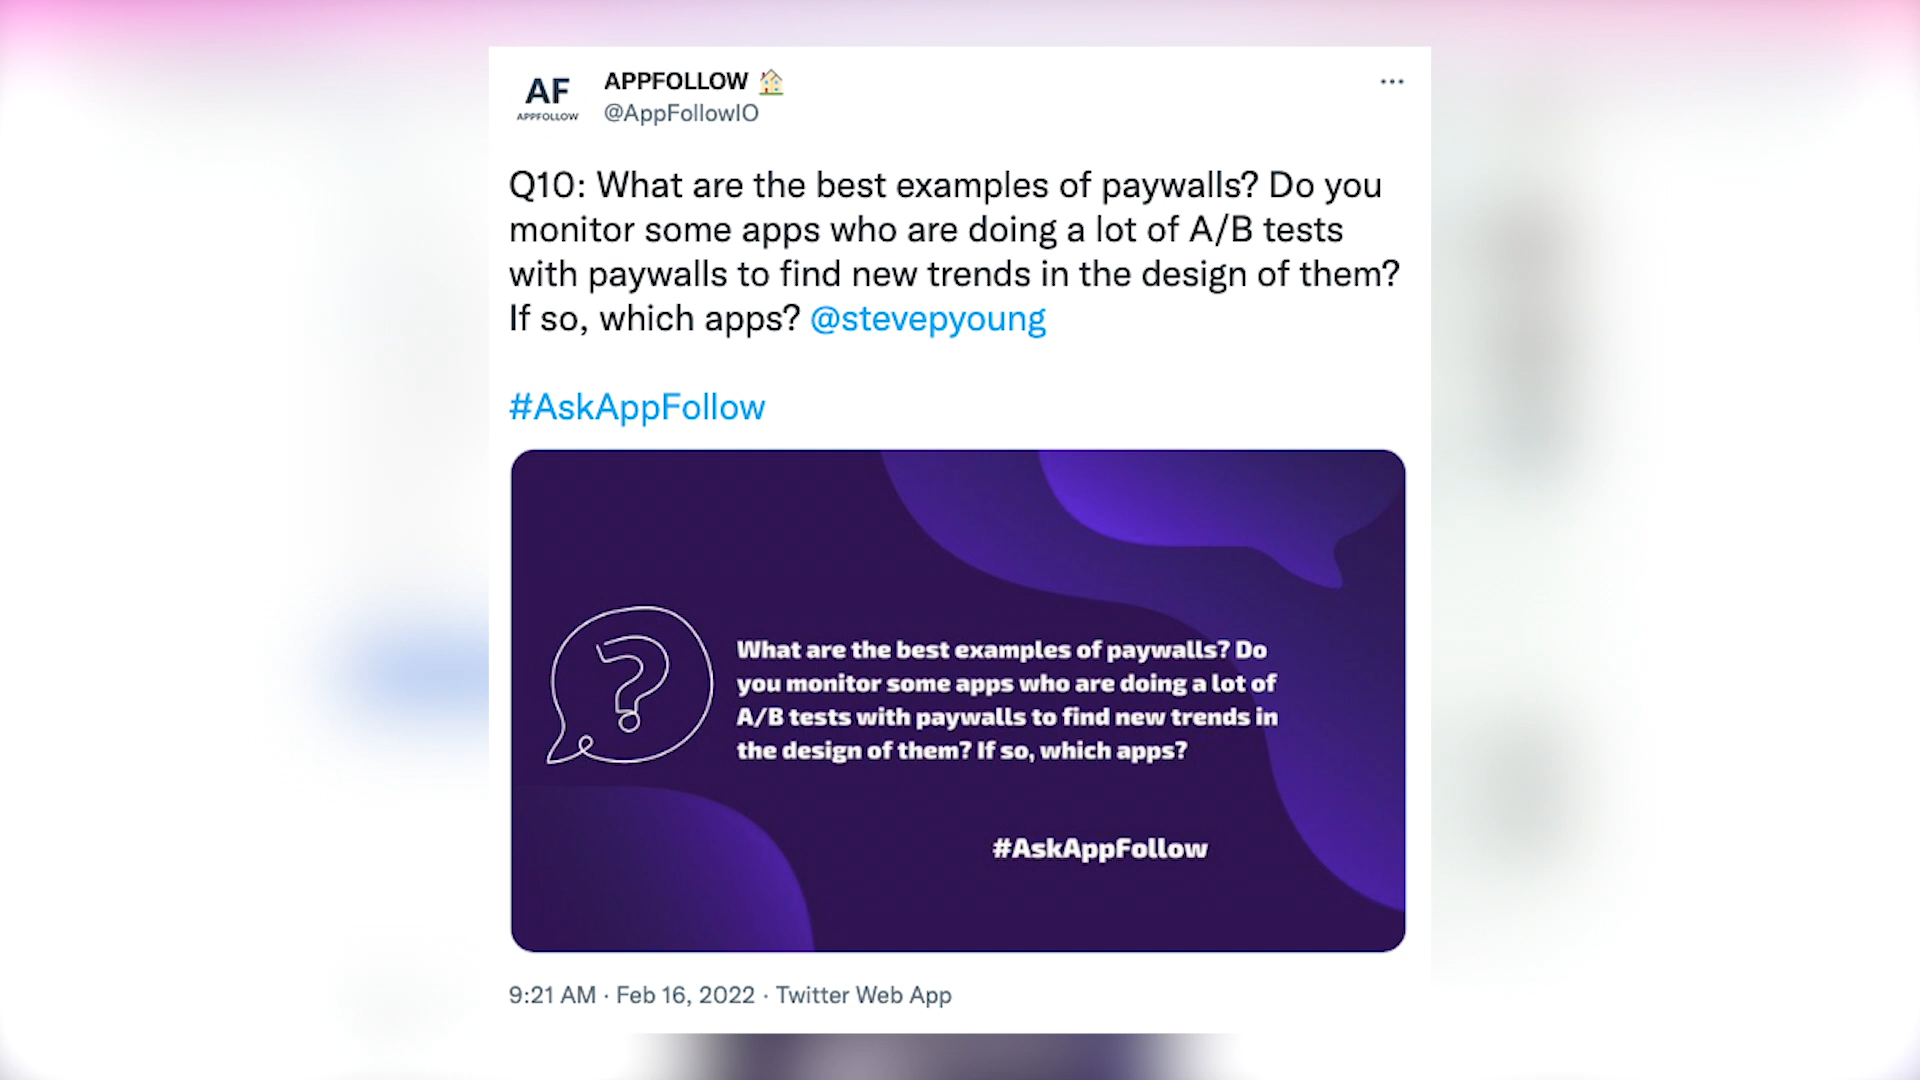 AF
APPFOLLOW
APPFOLLOW 🏠
@AppFollowIO
Q10: What are the best examples of paywalls? Do you
monitor some apps who are doing a lot of A/B tests
with paywalls to find new trends in the design of them?
If so, which apps? @stevepyoung
#AskAppFollow
What are the best examples of paywalls? Do
you monitor some apps who are doing a lot of
A/B tests with paywalls to find new trends in
the design of them? If so, which apps?
#AskAppFollow
9:21 AM · Feb 16, 2022 · Twitter Web App